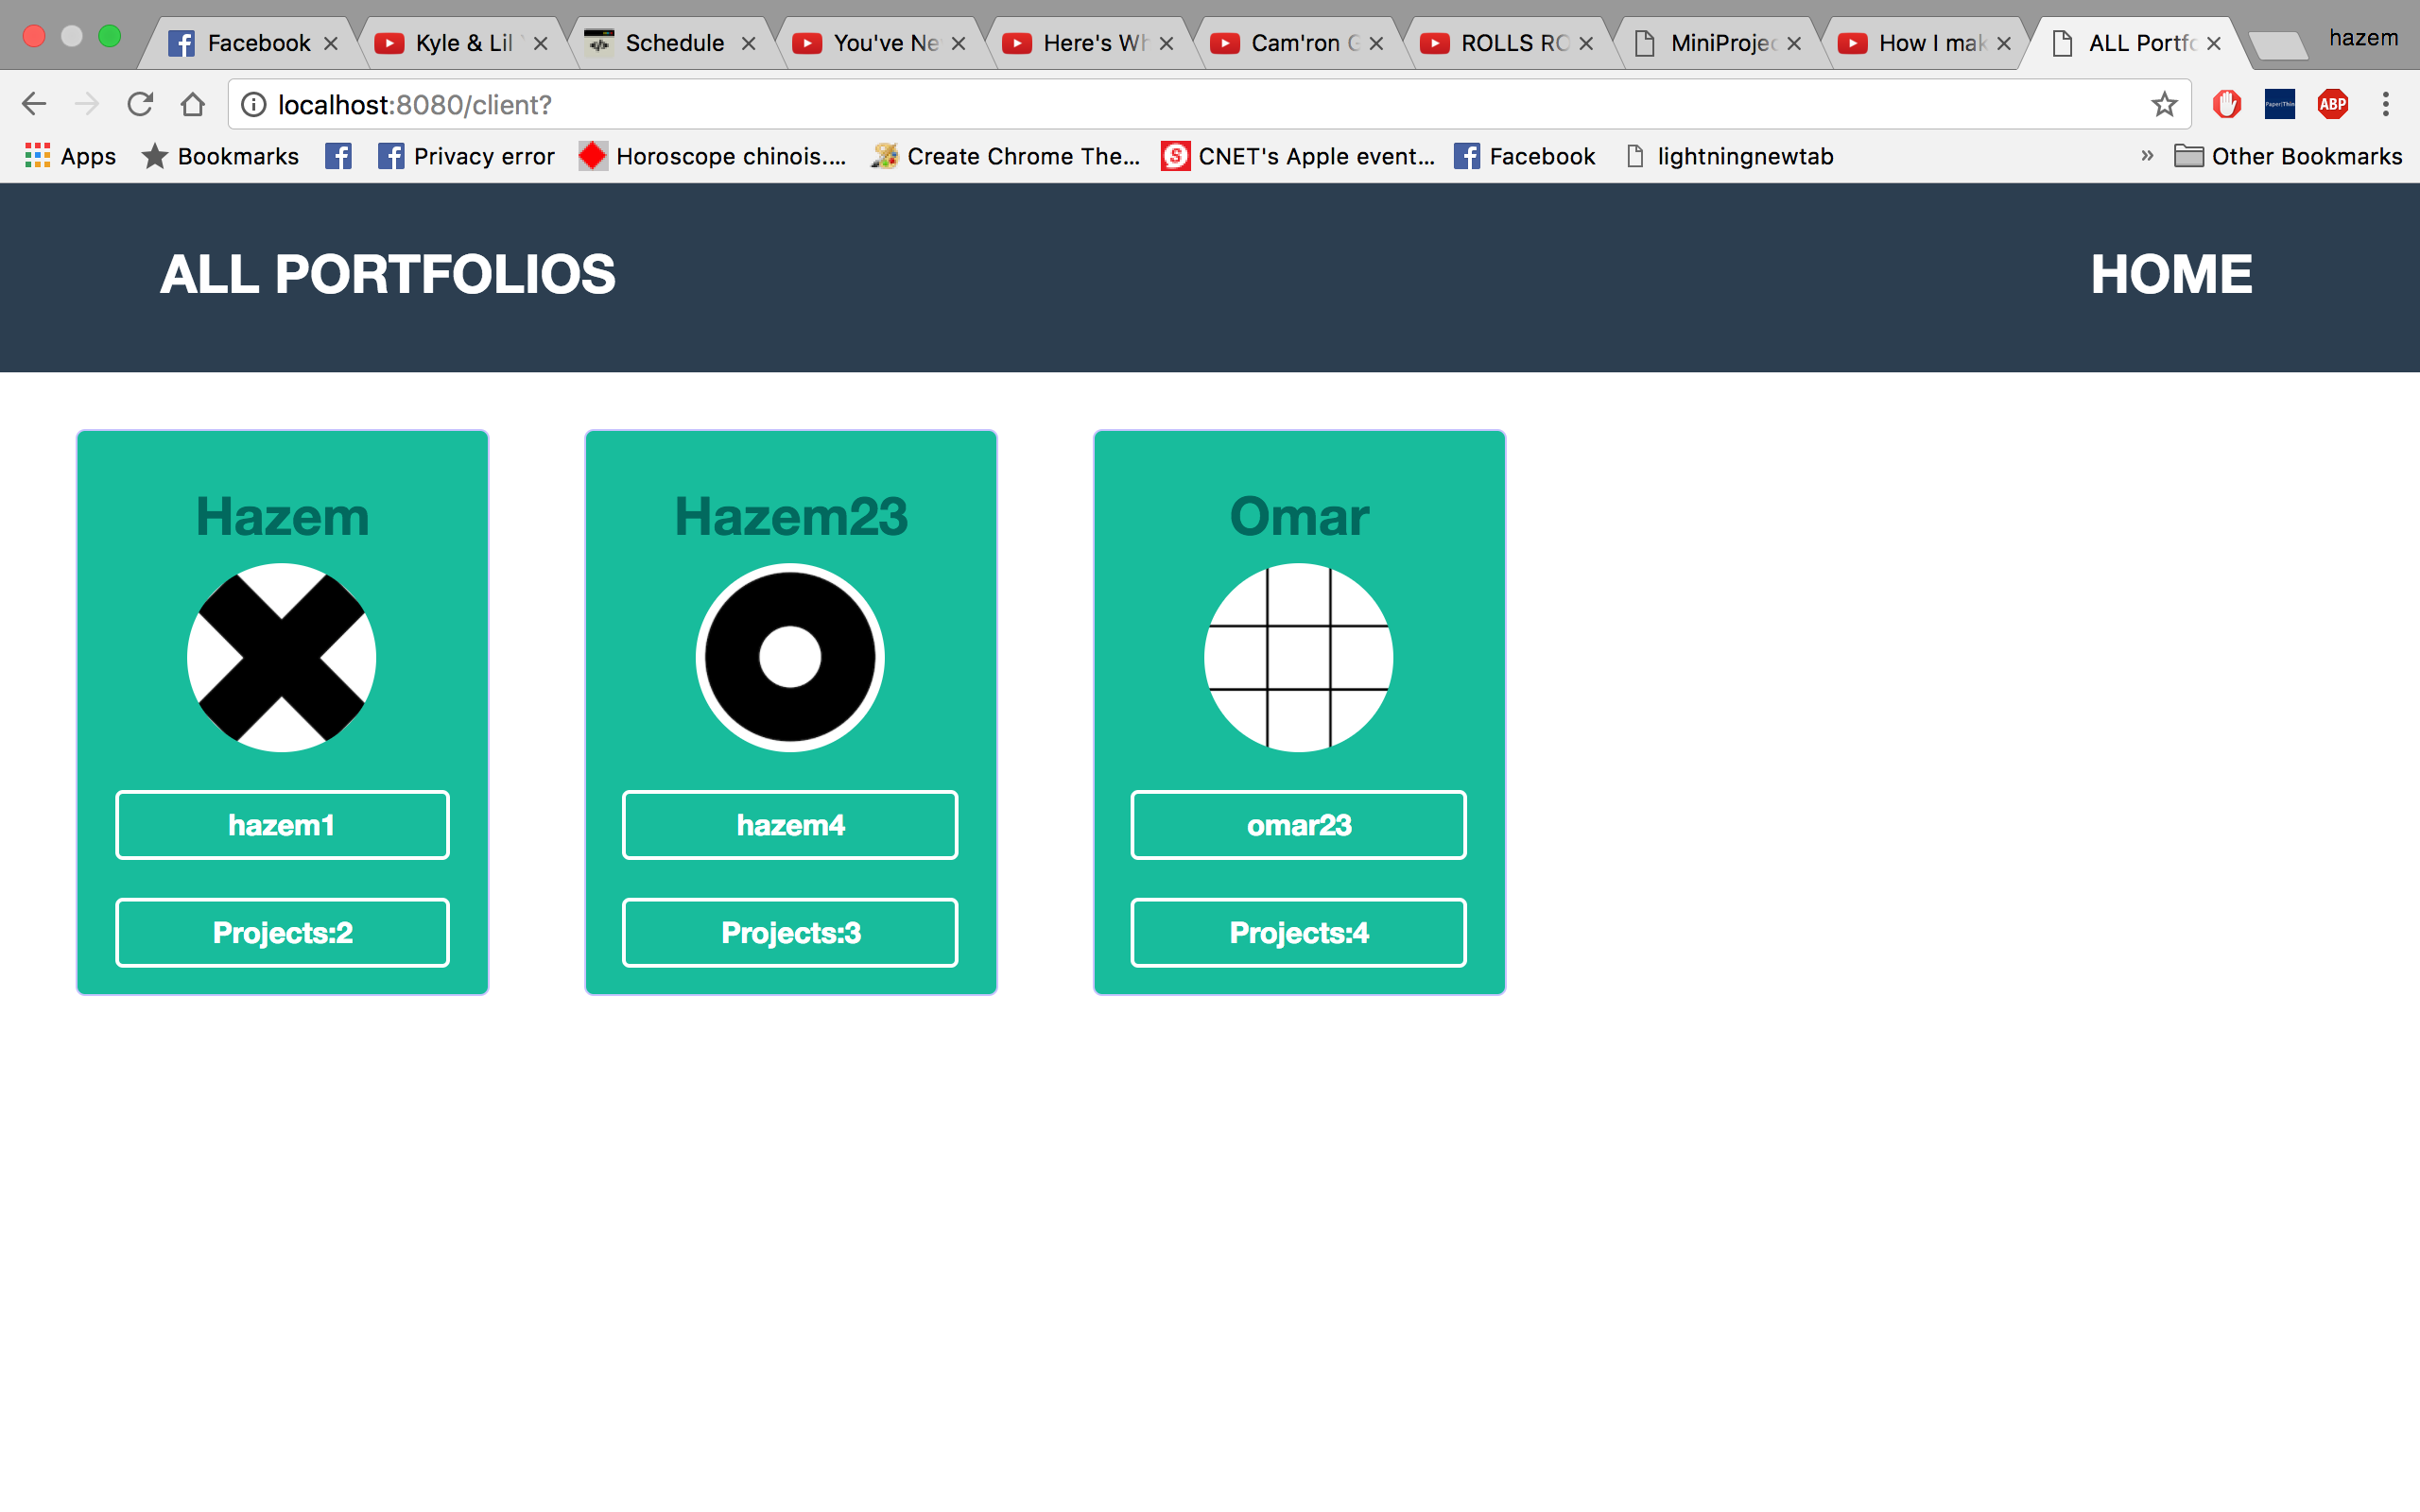 Facebook
Kyle & Lil
Schedule
You've Ne
Here's Wh
Cam'ron G
ROLLS RO
MiniProjec
How I mak
ALL Portfo
hazem
localhost:8080/client?
ABP
Apps
Bookmarks
Privacy error
Horoscope chinois....
Create Chrome The...
CNET's Apple event...
Facebook
lightningnewtab
»
Other Bookmarks
ALL PORTFOLIOS
HOME
Hazem
hazem1
Projects:2
Hazem23
hazem4
Projects:3
Omar
omar23
Projects:4